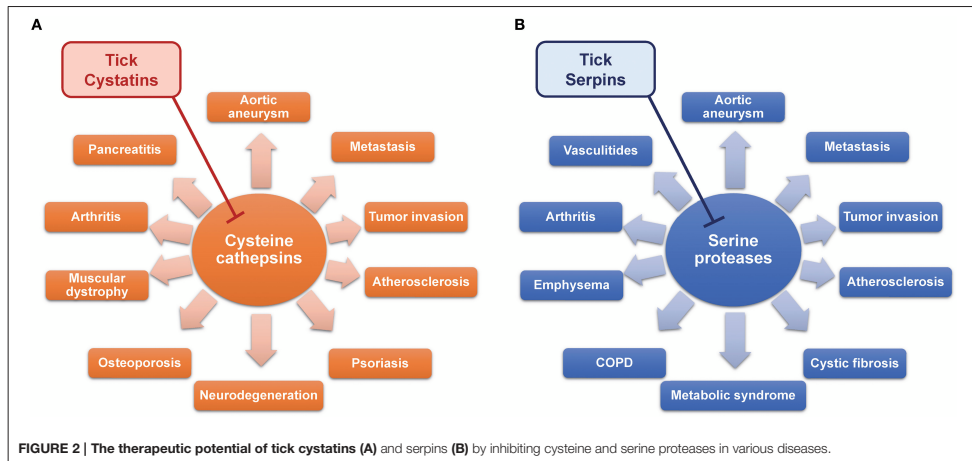 A
Tick
Cystatins
Aortic
aneurysm
Pancreatitis
Metastasis
Arthritis
Tumor invasion
Cysteine
cathepsins
Muscular
dystrophy
Atherosclerosis
Osteoporosis
Psoriasis
Neurodegeneration
B
Tick
Serpins
Aortic
aneurysm
Vasculitides
Metastasis
Arthritis
Tumor invasion
Serine
proteases
Emphysema
Atherosclerosis
COPD
Cystic fibrosis
Metabolic syndrome
FIGURE 2 | The therapeutic potential of tick cystatins (A) and serpins (B) by inhibiting cysteine and serine proteases in various diseases.